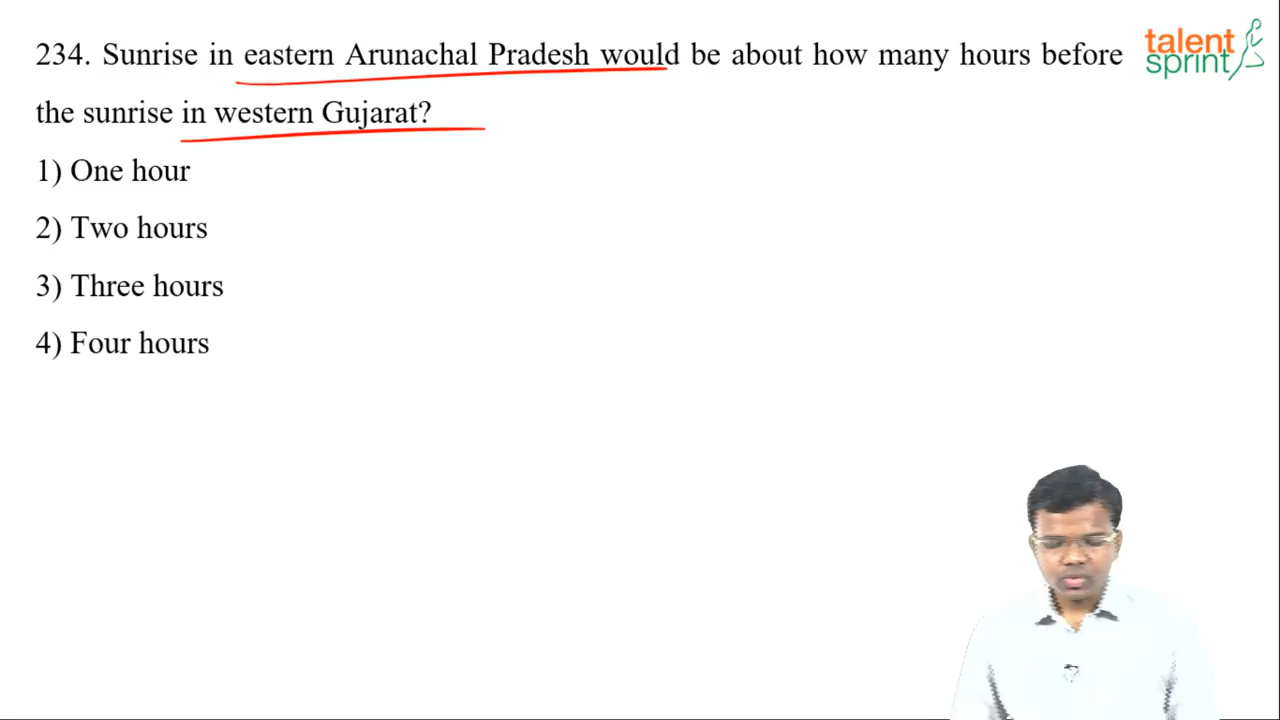 234. Sunrise in eastern Arunachal Pradesh would be about how many hours before
the sunrise in western Gujarat?
1) One hour
2) Two hours
3) Three hours
4) Four hours
talent
sprint